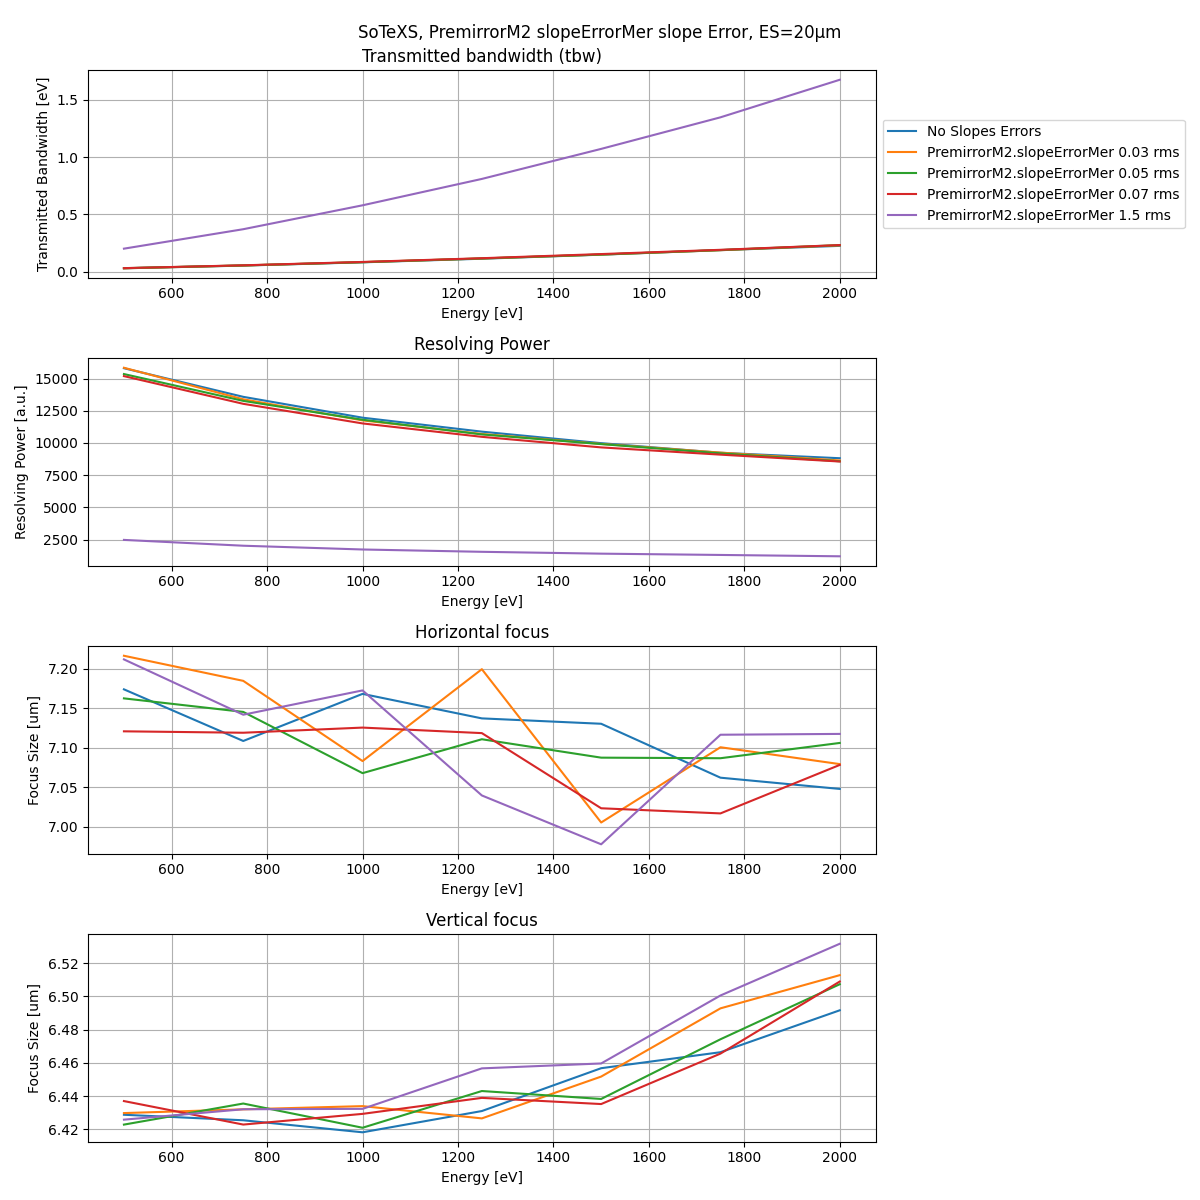 SoTeXS, PremirrorM2 slopeErrorMer slope Error, ES=20μm
Transmitted bandwidth (tbw)
Transmitted Bandwidth [eV]
1.5
1.0
0.5
0.0
600 800 1000 1200 1400 1600 1800 2000
Energy [eV]
No Slopes Errors
PremirrorM2.slopeErrorMer 0.03 rms
PremirrorM2.slopeErrorMer 0.05 rms
PremirrorM2.slopeErrorMer 0.07 rms
PremirrorM2.slopeErrorMer 1.5 rms
Resolving Power
Resolving Power [a.u.]
15000
12500
10000
7500
5000
2500
600 800 1000 1200 1400 1600 1800 2000
Energy [eV]
Horizontal focus
Focus Size [um]
7.20
7.15
7.10
7.05
7.00
600 800 1000 1200 1400 1600 1800 2000
Energy [eV]
Vertical focus
Focus Size [um]
6.52
6.50
6.48
6.46
6.44
6.42
600 800 1000 1200 1400 1600 1800 2000
Energy [eV]